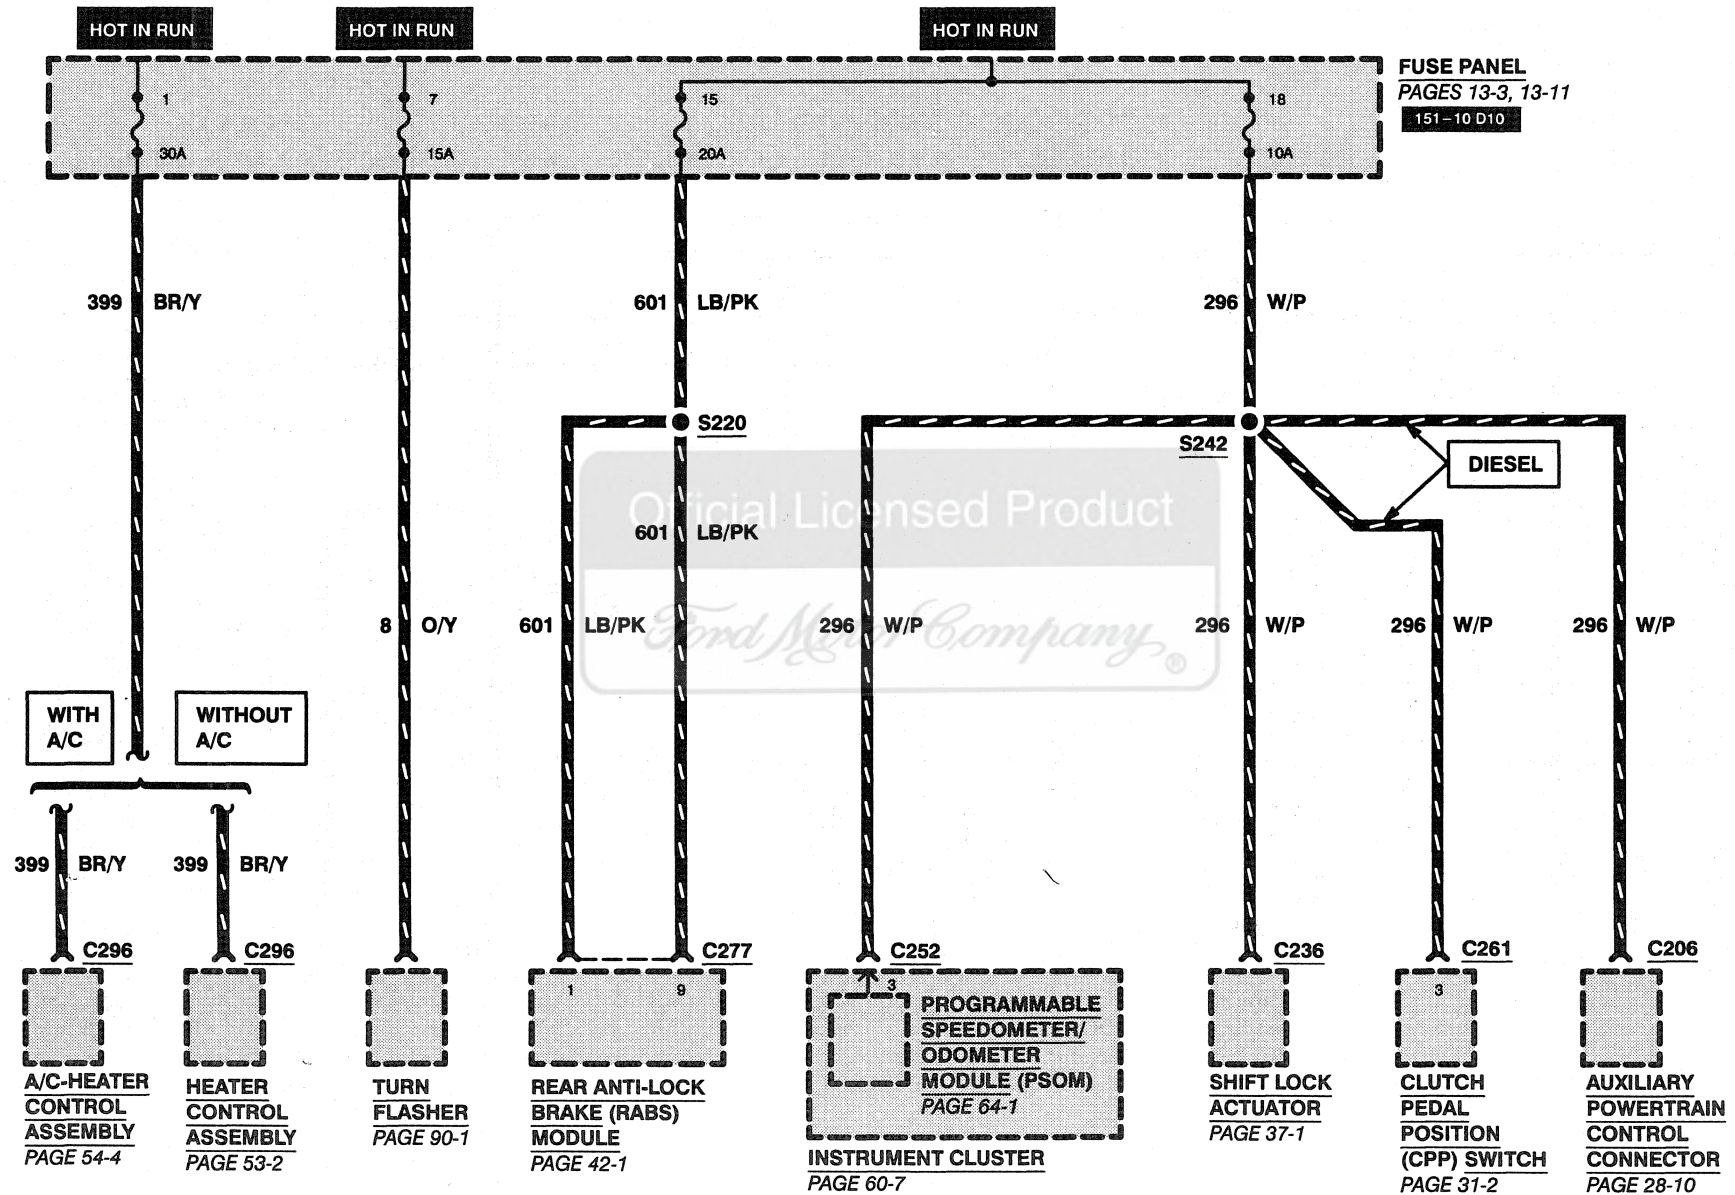 HOT IN RUN
HOT IN RUN
HOT IN RUN
FUSE PANEL
PAGES 13-3, 13-11
151-10 D10
1
7
15
18
30A
15A
20A
10A
399 BR/Y
601 LB/PK
296 W/P
S220
S242
DIESEL
Official Licensed Product
601 LB/PK
8 O/Y
601 LB/PK
296 W/P
296 W/P
296 W/P
296 W/P
Ford Motor Company®
WITH
A/C
WITHOUT
A/C
399 BR/Y
399 BR/Y
C296
C296
C277
C252
C236
C261
C206
1
9
3
3
PROGRAMMABLE
SPEEDOMETER/
ODOMETER
MODULE (PSOM)
PAGE 64-1
A/C-HEATER
CONTROL
ASSEMBLY
PAGE 54-4
HEATER
CONTROL
ASSEMBLY
PAGE 53-2
TURN
FLASHER
PAGE 90-1
REAR ANTI-LOCK
BRAKE (RABS)
MODULE
PAGE 42-1
INSTRUMENT CLUSTER
PAGE 60-7
SHIFT LOCK
ACTUATOR
PAGE 37-1
CLUTCH
PEDAL
POSITION
(CPP) SWITCH
PAGE 31-2
AUXILIARY
POWERTRAIN
CONTROL
CONNECTOR
PAGE 28-10